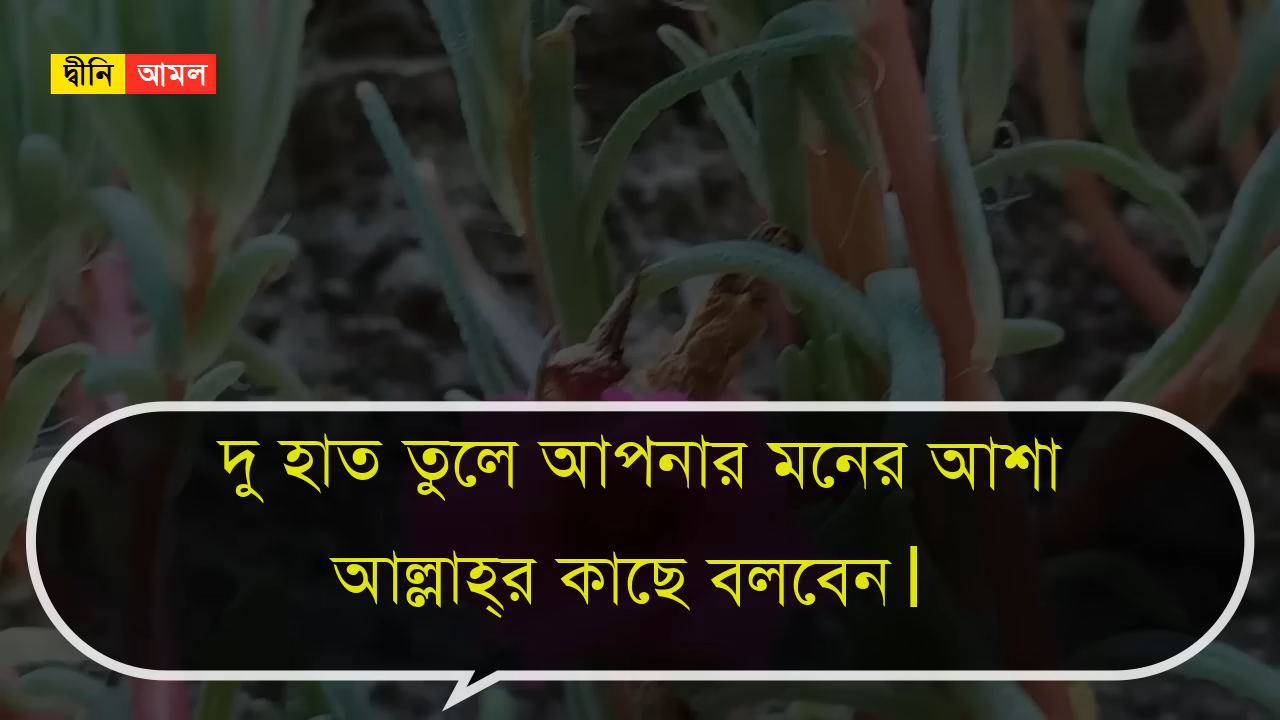 দ্বীনি আমল
দু হাত তুলে আপনার মনের আশা
আল্লাহ্‌র কাছে বলবেন|